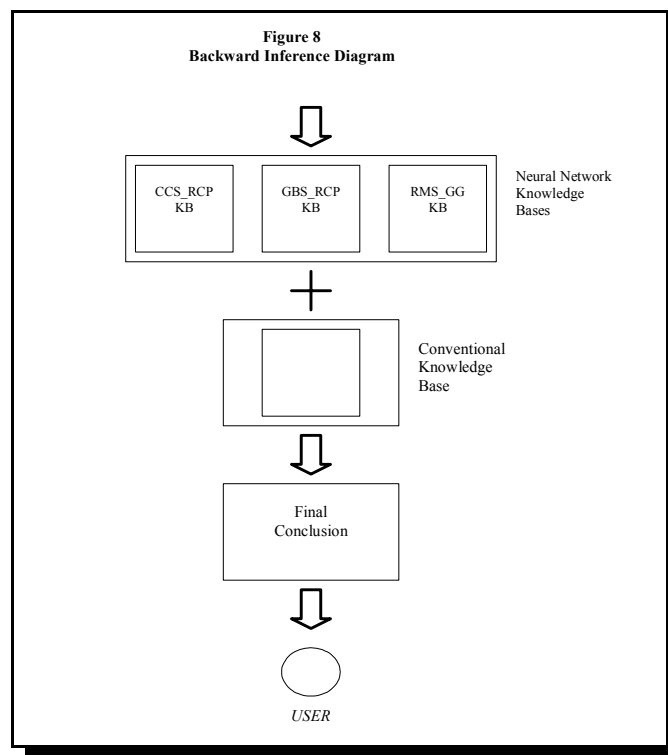 Figure 8
Backward Inference Diagram
CCS_RCP
KB
GBS_RCP
KB
RMS_GG
KB
Neural Network
Knowledge
Bases
Conventional
Knowledge
Base
Final
Conclusion
USER